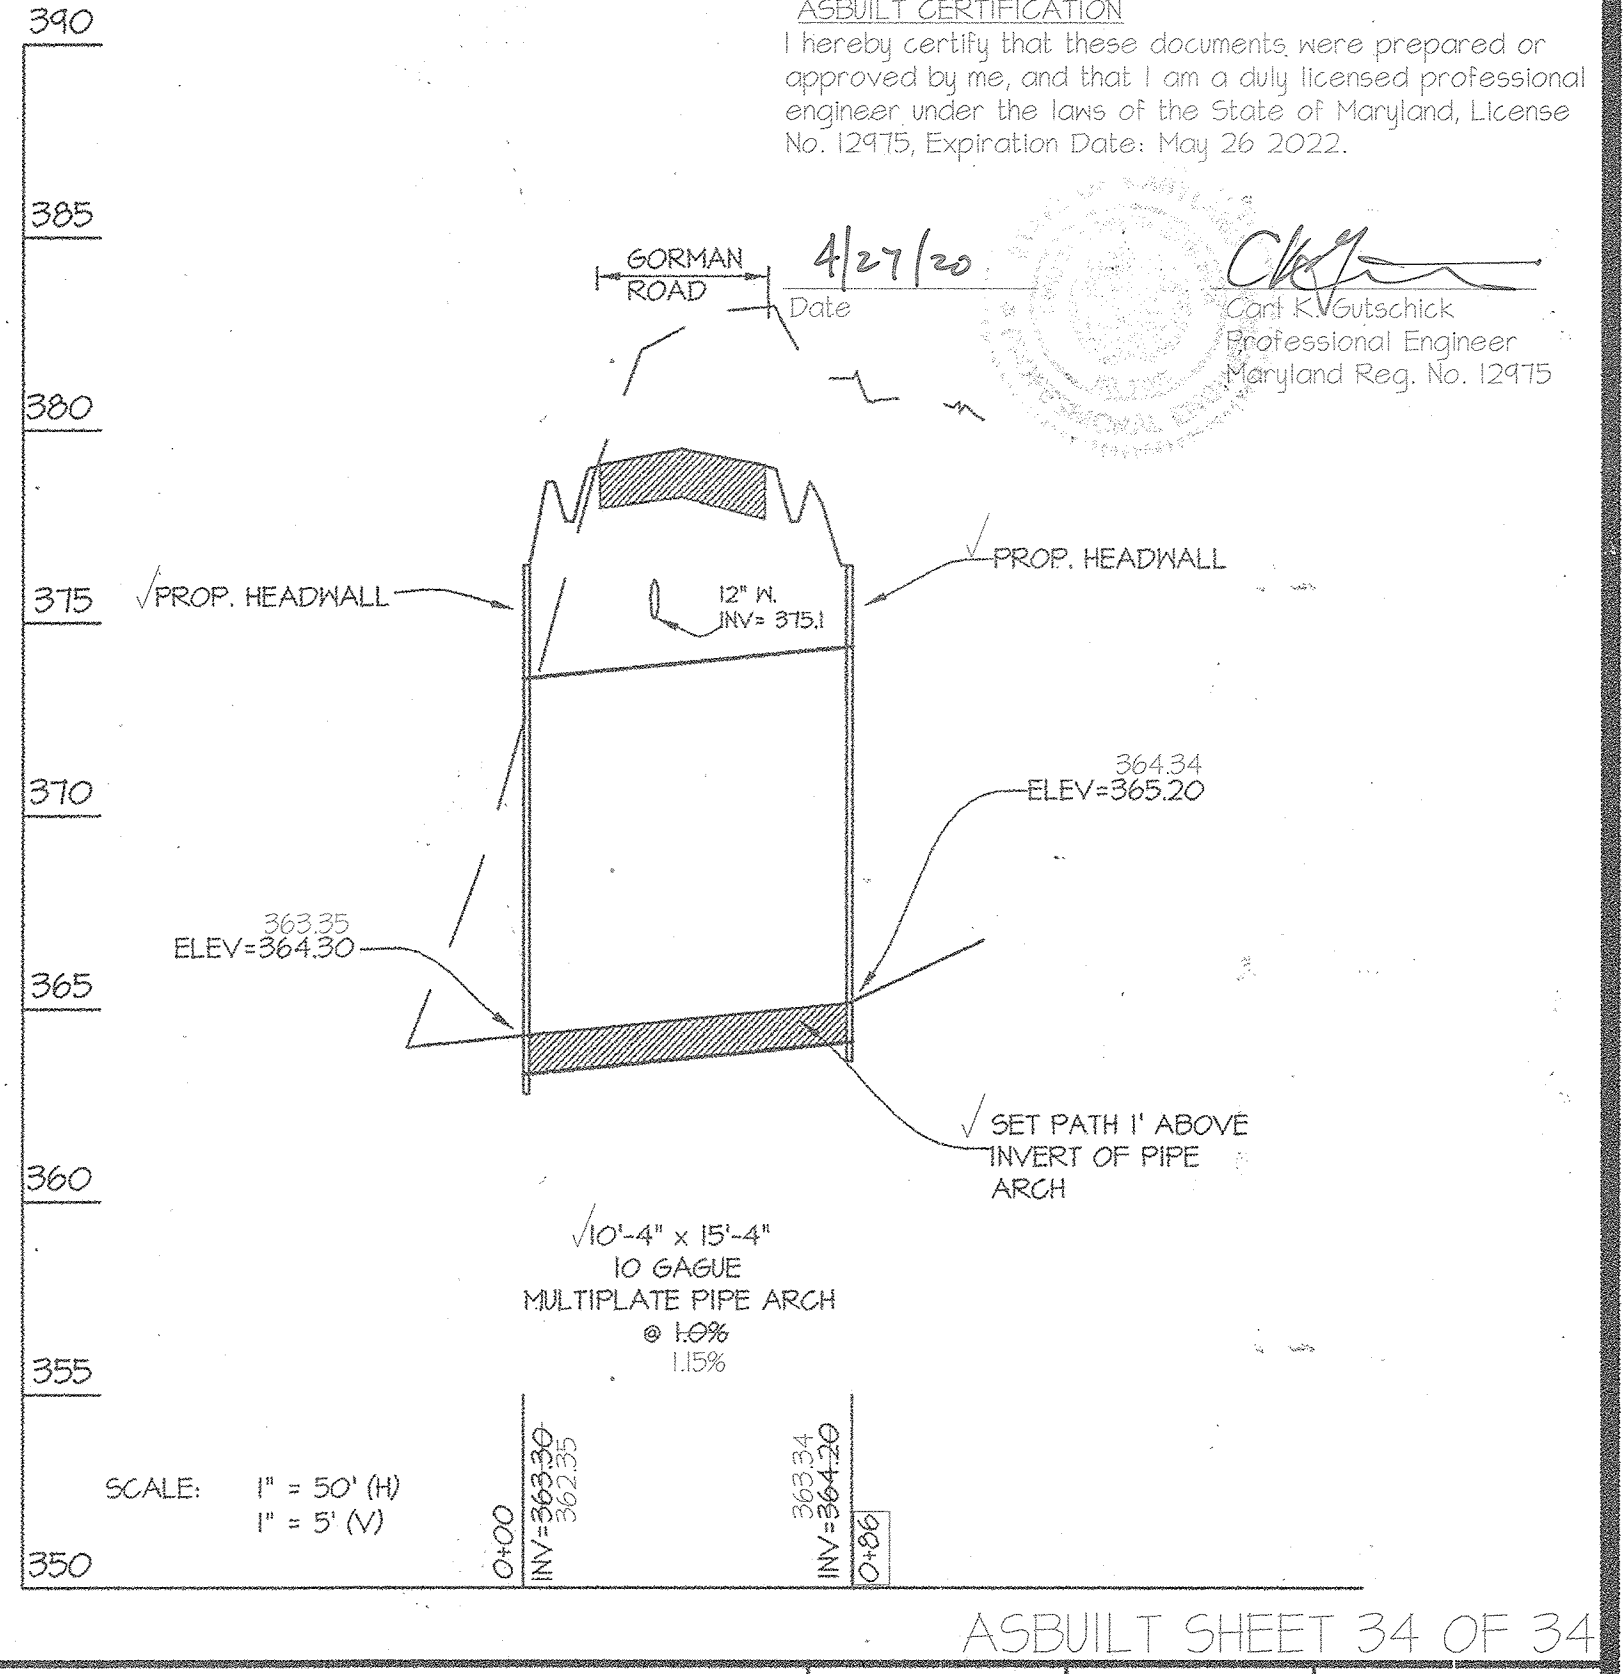 ASBUILT CERTIFICATION
I hereby certify that these documents were prepared or
approved by me, and that I am a duly licensed professional
engineer under the laws of the State of Maryland, License
No. 12975, Expiration Date: May 26 2022.
4/27/20
Date
Carl K. Gutschick
Professional Engineer
Maryland Reg. No. 12975
390
385
380
375
370
365
360
355
350
GORMAN
ROAD
√PROP. HEADWALL
√PROP. HEADWALL
12" W.
INV= 375.1
364.34
ELEV=365.20
363.35
ELEV=364.30
√ SET PATH 1' ABOVE
INVERT OF PIPE
ARCH
√10'-4" x 15'-4"
10 GAGUE
MULTIPLATE PIPE ARCH
@ 1.0%
1.15%
SCALE: 1" = 50' (H)
1" = 5' (V)
0+00
INV=363.30
362.35
363.34
INV=364.20
0+86
ASBUILT SHEET 34 OF 34